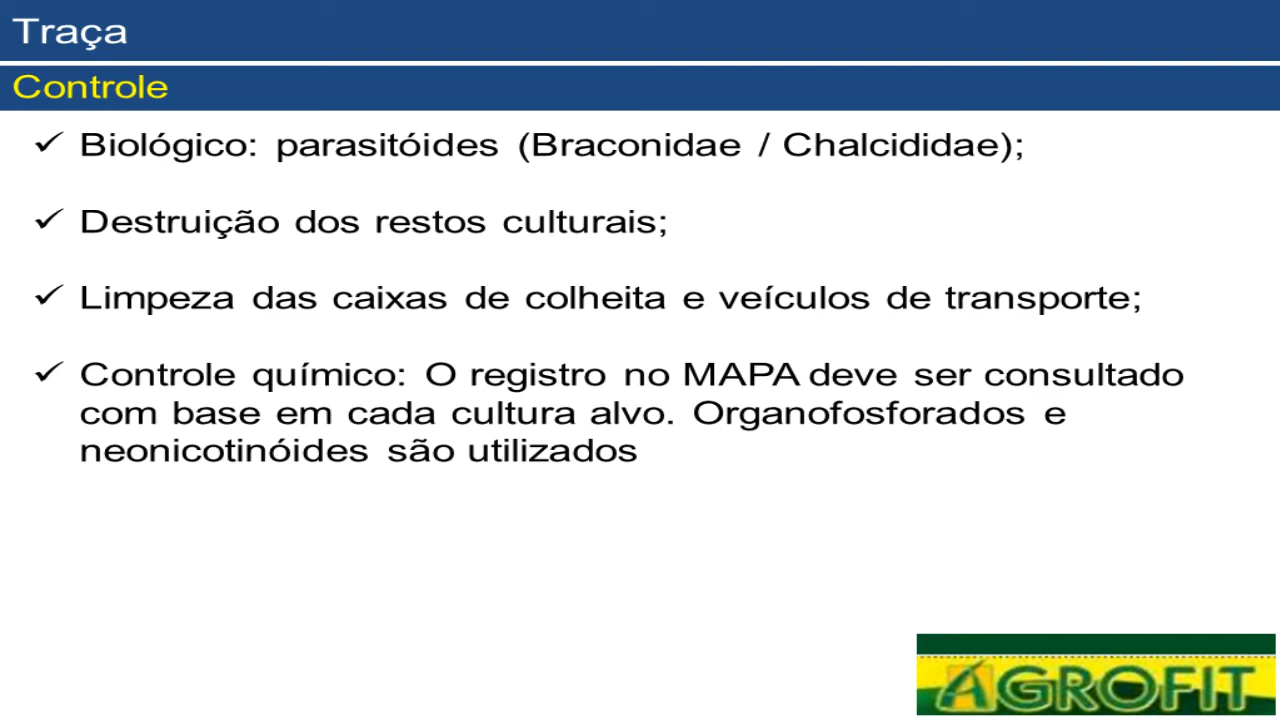 Traça
Controle
✓ Biológico: parasitóides (Braconidae / Chalcididae);
✓ Destruição dos restos culturais;
✓ Limpeza das caixas de colheita e veículos de transporte;
✓ Controle químico: O registro no MAPA deve ser consultado
com base em cada cultura alvo. Organofosforados e
neonicotinóides são utilizados
AGROFIT